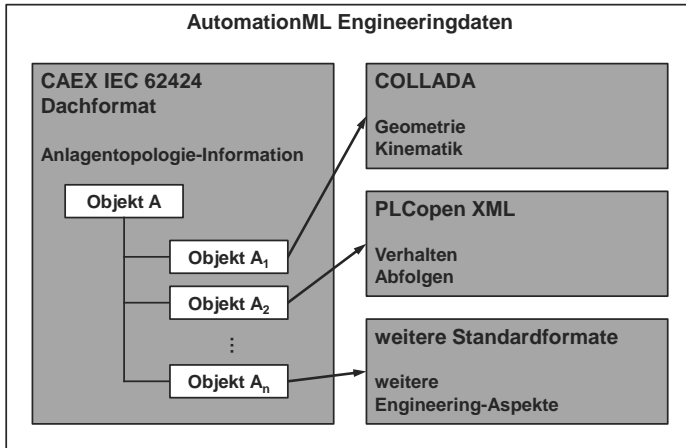 AutomationML Engineeringdaten
CAEX IEC 62424
Dachformat
Anlagentopologie-Information
Objekt A
Objekt A₁
Objekt A₂
⋮
Objekt Aₙ
COLLADA
Geometrie
Kinematik
PLCopen XML
Verhalten
Abfolgen
weitere Standardformate
weitere
Engineering-Aspekte